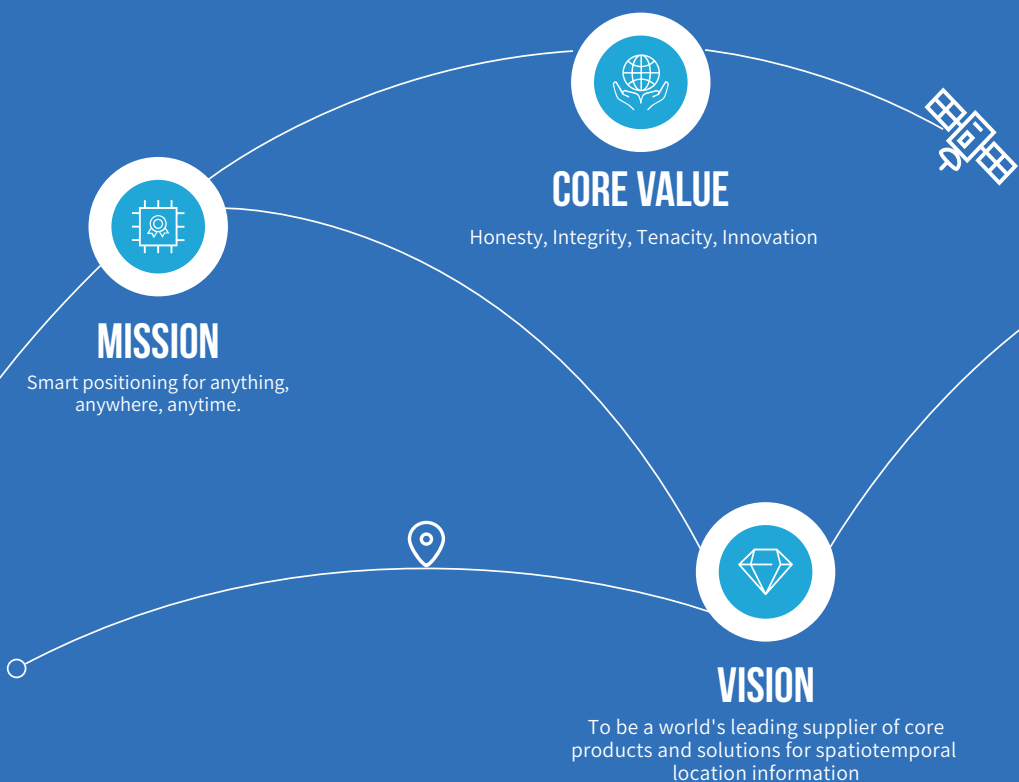 CORE VALUE
Honesty, Integrity, Tenacity, Innovation
MISSION
Smart positioning for anything,
anywhere, anytime.
VISION
To be a world's leading supplier of core
products and solutions for spatiotemporal
location information